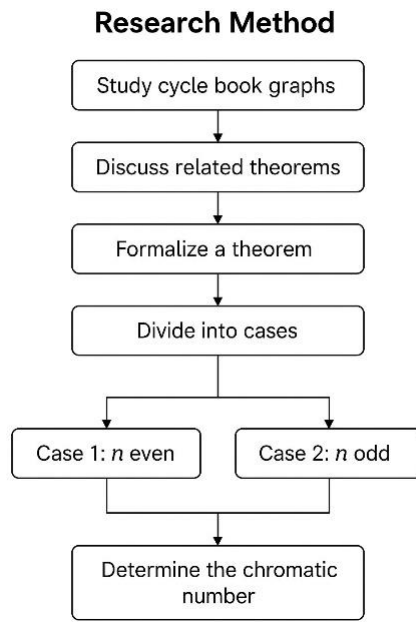 Research Method
Study cycle book graphs
Discuss related theorems
Formalize a theorem
Divide into cases
Case 1: n even
Case 2: n odd
Determine the chromatic
number